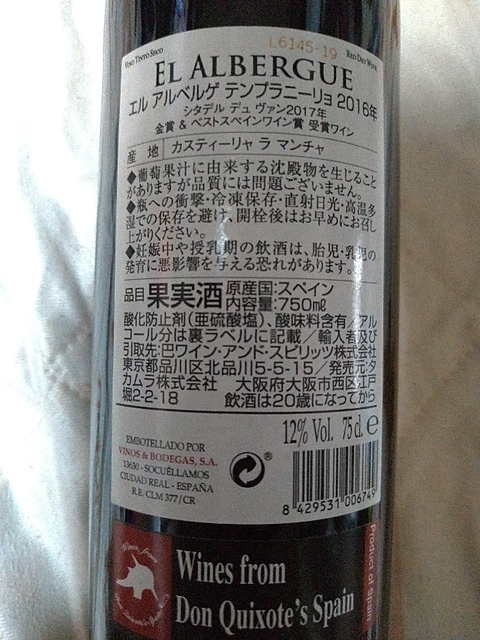 L6145-19
VINO TINTO SECO
RED DRY WINE
EL ALBERGUE
エル アルベルゲ テンプラニーリョ 2016年
シタデル デュ ヴァン2017年
金賞 & ベストスペインワイン賞 受賞ワイン
産 地 カスティーリャ ラ マンチャ
◆葡萄果汁に由来する沈殿物を生じること
がありますが品質には問題ございません。
◆瓶への衝撃・冷凍保存・直射日光・高温多
湿での保存を避け、開栓後はお早めにお召し
上がりください。
◆妊娠中や授乳期の飲酒は、胎児・乳児の
発育に悪影響を与える恐れがあります。
品目 果実酒 原産国:スペイン
内容量:750mℓ
酸化防止剤(亜硫酸塩)、酸味料含有/アル
コール分は裏ラベルに記載/輸入者及び
引取先:巴ワイン・アンド・スピリッツ株式会社
東京都品川区北品川5-5-15/発売元:タ
カムラ株式会社 大阪府大阪市西区江戸
堀2-2-18 飲酒は20歳になってから
12% Vol. 75 cl. e
EMBOTELLADO POR
VINOS & BODEGAS, S.A.
13630 - SOCUÉLLAMOS
CIUDAD REAL - ESPAÑA
R.E. CLM 377 / CR
®
8 429531 006749
Wines from
Don Quixote's Spain
Product of Spain